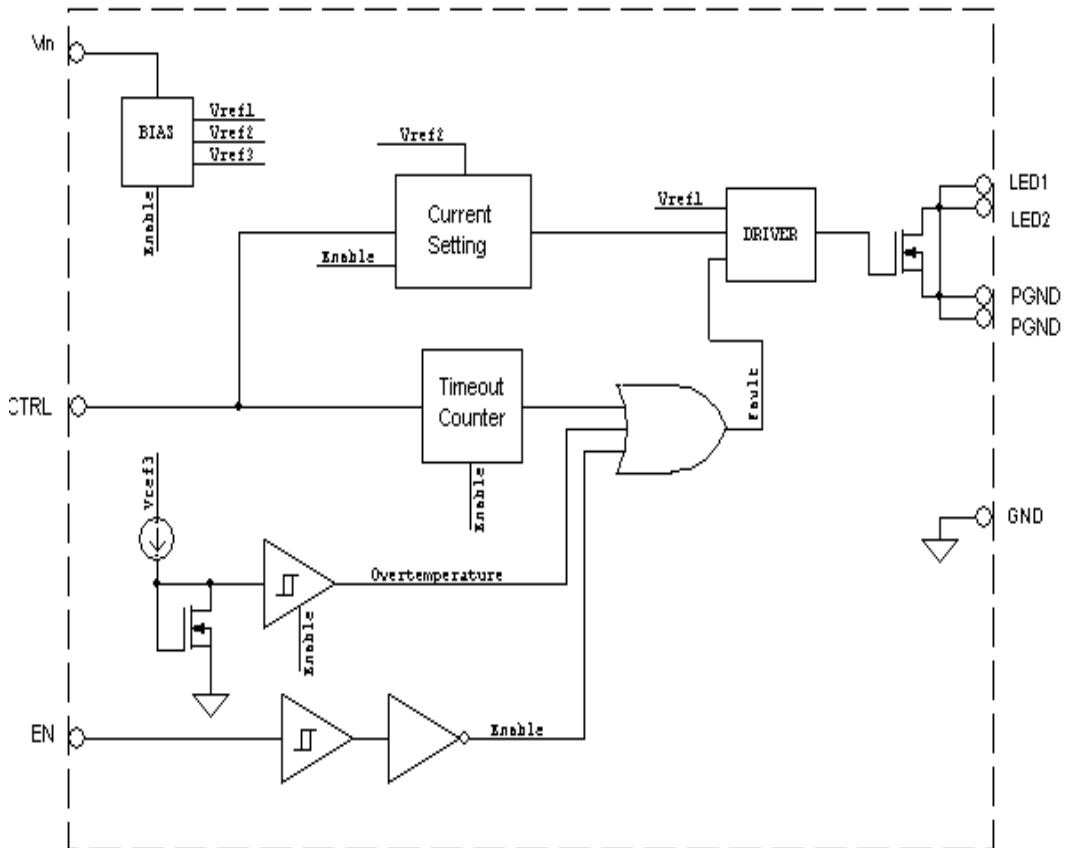 Vin
BIAS
Vref1
Vref2
Vref3
Enable
Vref2
Current
Setting
Enable
Vref1
DRIVER
LED1
LED2
PGND
PGND
CTRL
Timeout
Counter
Enable
Fault
Vref3
Overtemperature
Enable
GND
EN
Enable